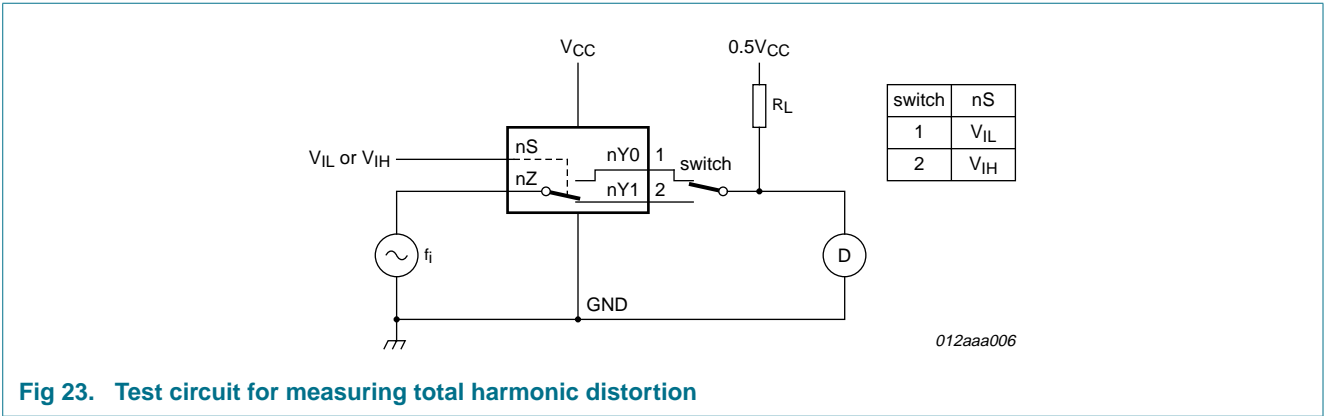 VCC
0.5VCC
RL
switch nS
1 VIL
2 VIH
VIL or VIH
nS
nZ
nY0 1
nY1 2
switch
fi
D
GND
012aaa006
Fig 23. Test circuit for measuring total harmonic distortion